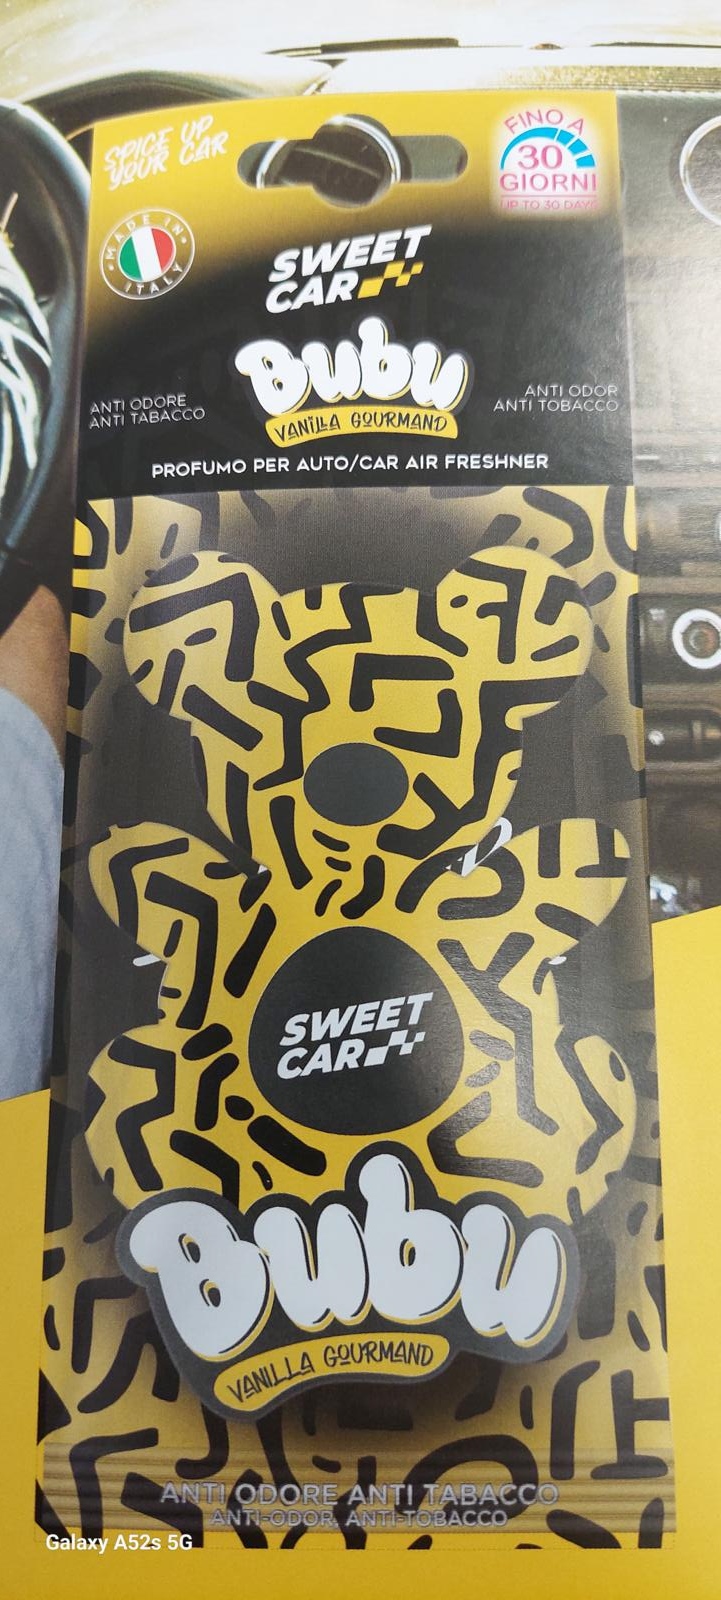 SPICE UP
YOUR CAR
FINO A
30
GIORNI
UP TO 30 DAYS
MADE IN
ITALY
SWEET
CAR
Bubu
VANILLA GOURMAND
ANTI ODORE
ANTI TABACCO
ANTI ODOR
ANTI TOBACCO
PROFUMO PER AUTO/CAR AIR FRESHNER
SWEET
CAR
Bubu
VANILLA GOURMAND
ANTI ODORE ANTI TABACCO
ANTI-ODOR, ANTI-TOBACCO
Galaxy A52s 5G